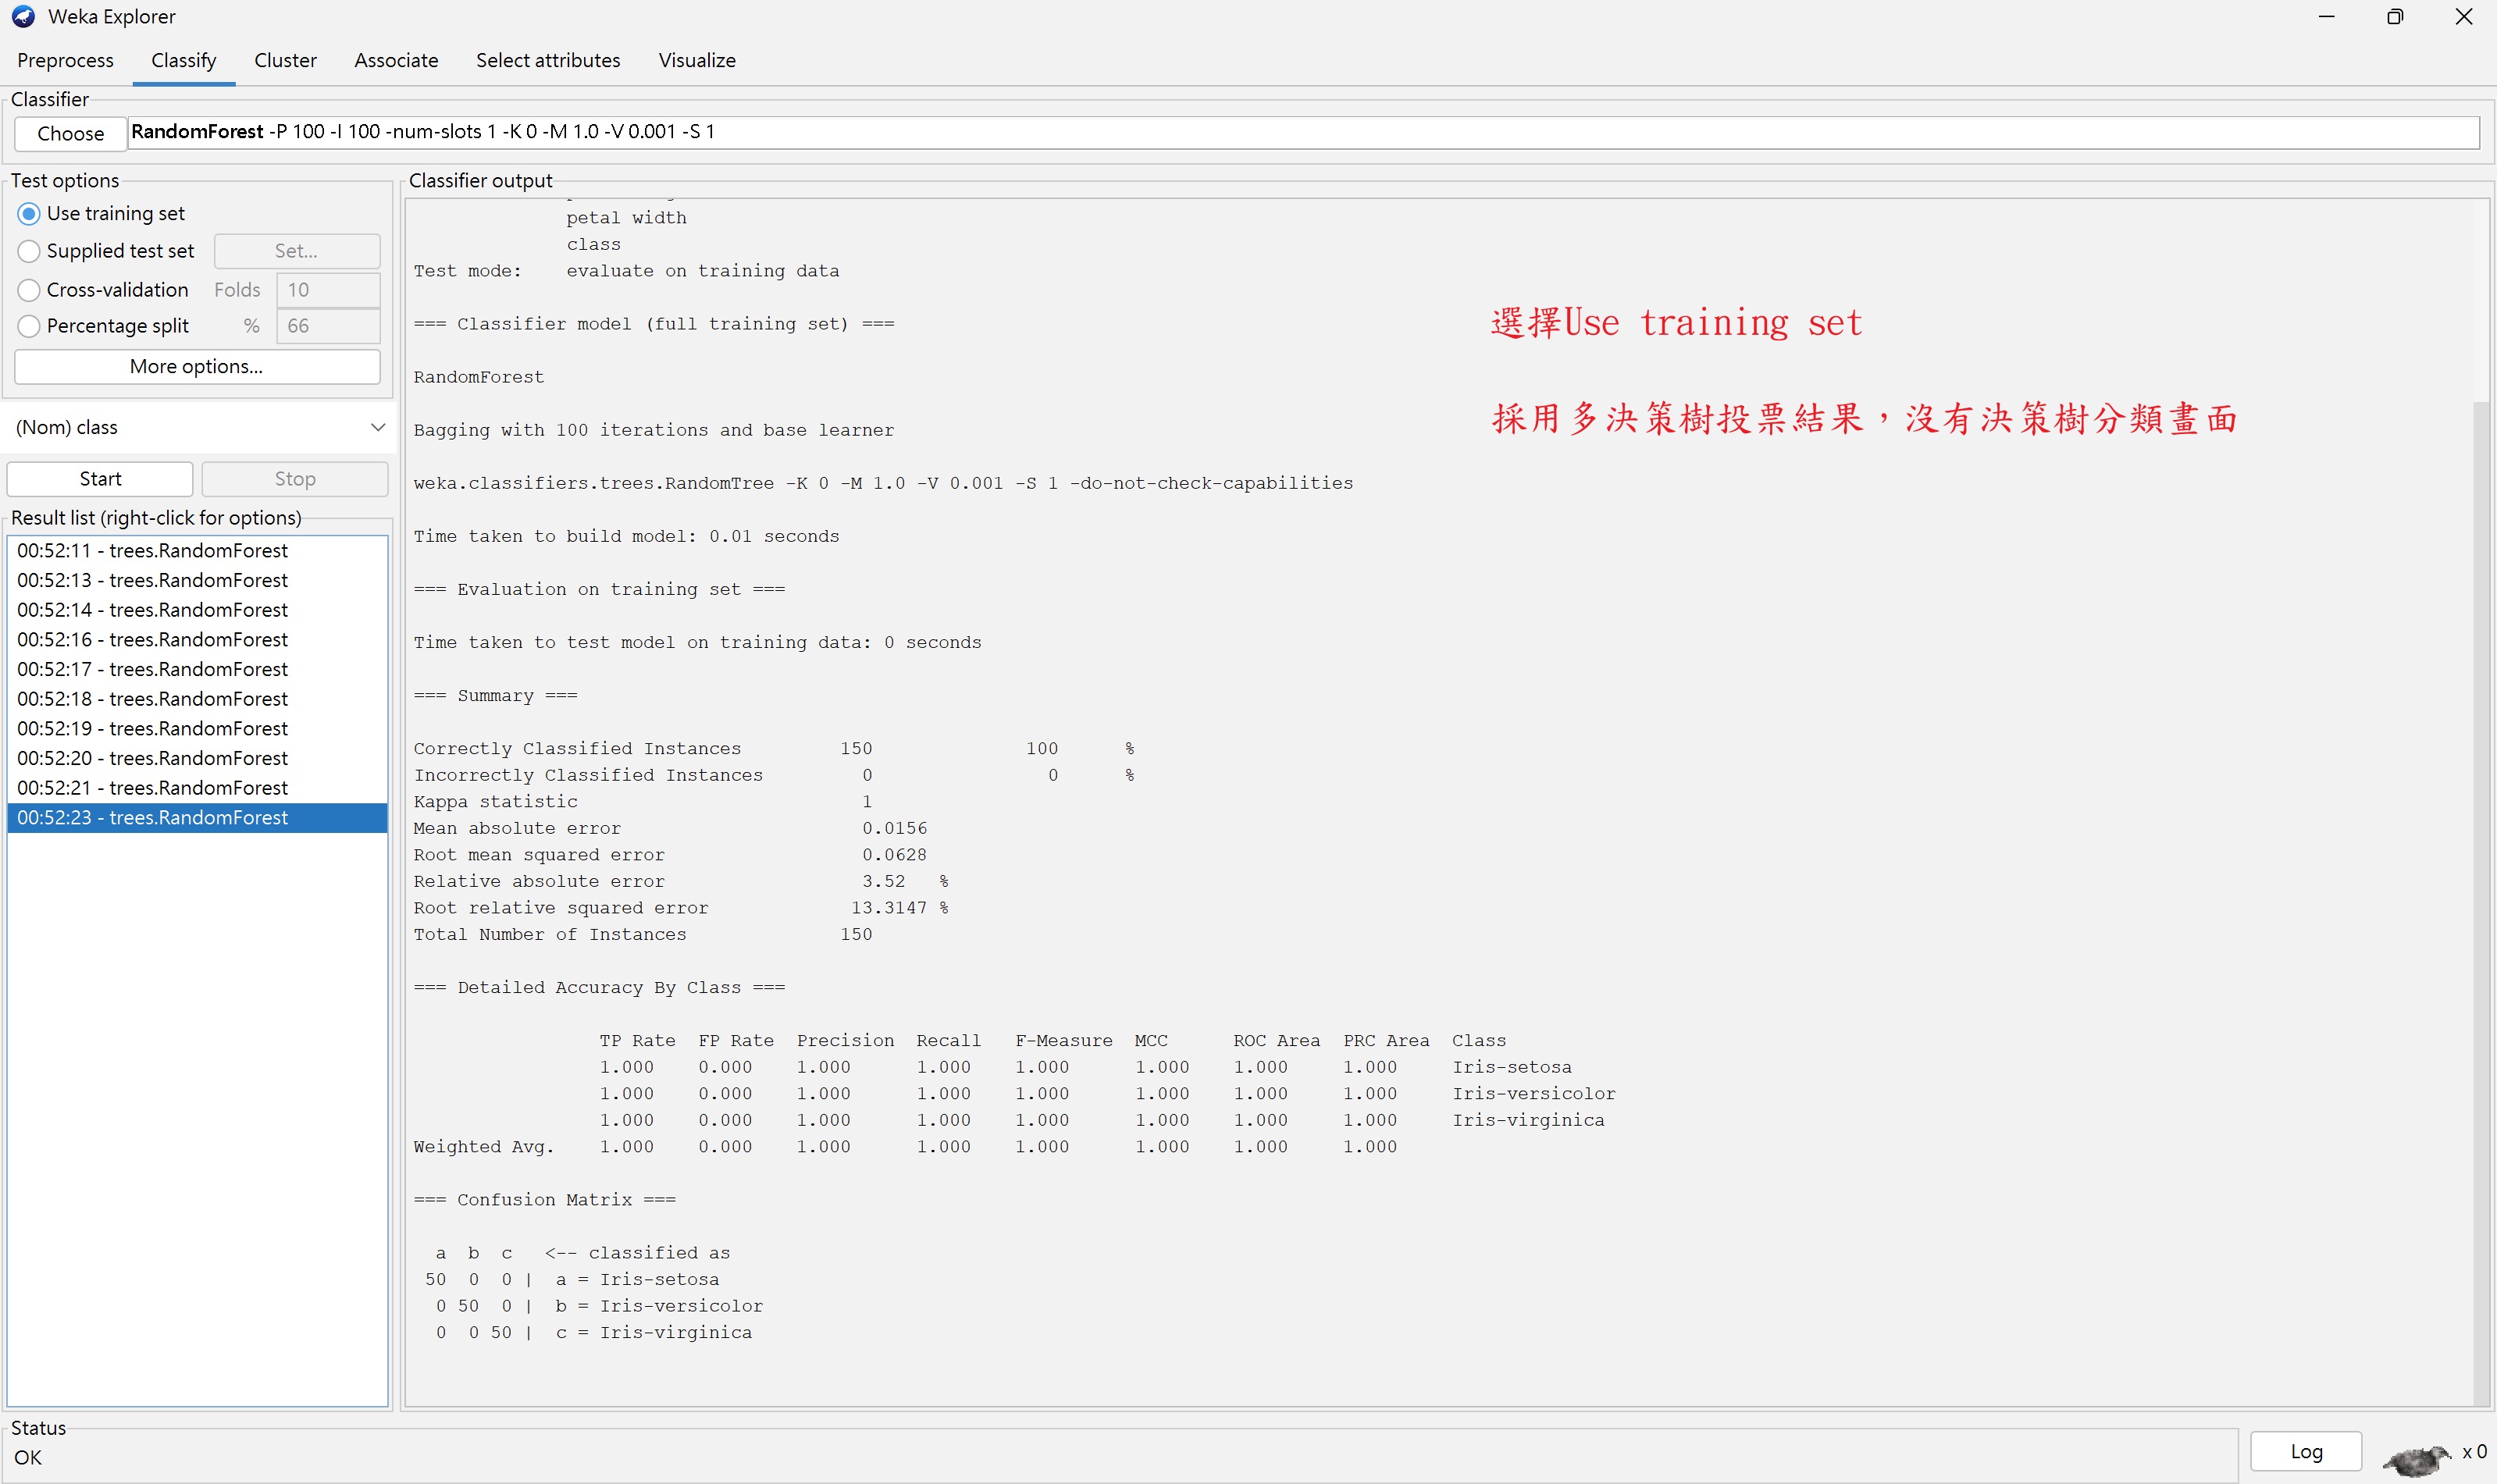 Weka Explorer
Preprocess Classify Cluster Associate Select attributes Visualize
Classifier
Choose RandomForest -P 100 -I 100 -num-slots 1 -K 0 -M 1.0 -V 0.001 -S 1
Test options
Use training set
Supplied test set Set...
Cross-validation Folds 10
Percentage split % 66
More options...
(Nom) class
Start Stop
Result list (right-click for options)
00:52:11 - trees.RandomForest
00:52:13 - trees.RandomForest
00:52:14 - trees.RandomForest
00:52:16 - trees.RandomForest
00:52:17 - trees.RandomForest
00:52:18 - trees.RandomForest
00:52:19 - trees.RandomForest
00:52:20 - trees.RandomForest
00:52:21 - trees.RandomForest
00:52:23 - trees.RandomForest
Classifier output
petal width
class
Test mode: evaluate on training data
=== Classifier model (full training set) ===
RandomForest
Bagging with 100 iterations and base learner
weka.classifiers.trees.RandomTree -K 0 -M 1.0 -V 0.001 -S 1 -do-not-check-capabilities
Time taken to build model: 0.01 seconds
=== Evaluation on training set ===
Time taken to test model on training data: 0 seconds
=== Summary ===
Correctly Classified Instances 150 100 %
Incorrectly Classified Instances 0 0 %
Kappa statistic 1
Mean absolute error 0.0156
Root mean squared error 0.0628
Relative absolute error 3.52 %
Root relative squared error 13.3147 %
Total Number of Instances 150
=== Detailed Accuracy By Class ===
TP Rate FP Rate Precision Recall F-Measure MCC ROC Area PRC Area Class
1.000 0.000 1.000 1.000 1.000 1.000 1.000 1.000 Iris-setosa
1.000 0.000 1.000 1.000 1.000 1.000 1.000 1.000 Iris-versicolor
1.000 0.000 1.000 1.000 1.000 1.000 1.000 1.000 Iris-virginica
Weighted Avg. 1.000 0.000 1.000 1.000 1.000 1.000 1.000 1.000
=== Confusion Matrix ===
a b c <-- classified as
50 0 0 | a = Iris-setosa
0 50 0 | b = Iris-versicolor
0 0 50 | c = Iris-virginica
選擇Use training set
採用多決策樹投票結果，沒有決策樹分類畫面
Status
OK
Log x 0